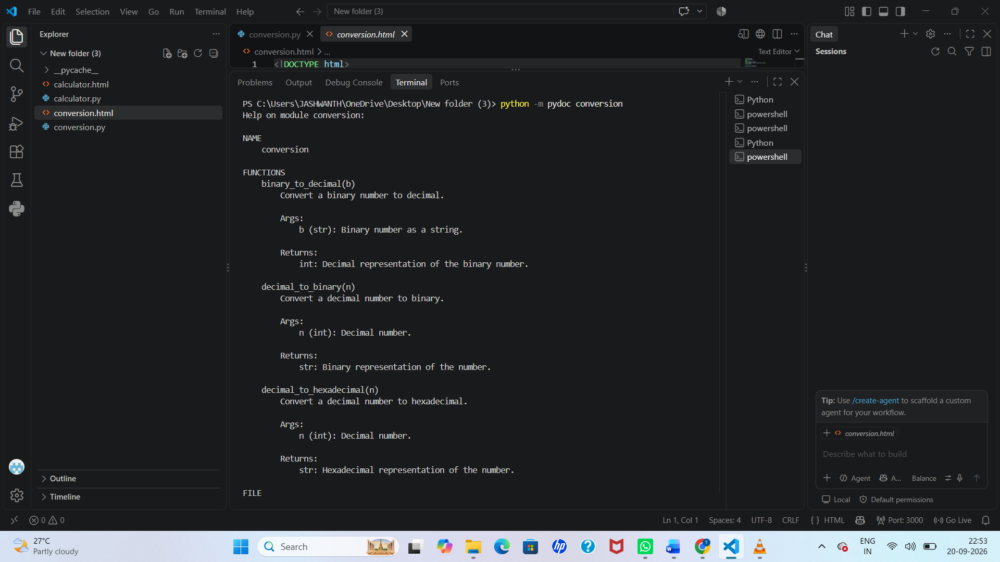 File Edit Selection View Go Run Terminal Help
New folder (3)
Explorer
New folder (3)
__pycache__
calculator.html
calculator.py
conversion.html
conversion.py
Outline
Timeline
conversion.py
conversion.html
conversion.html > ...
Text Editor
1 <!DOCTYPE html>
Problems Output Debug Console Terminal Ports
PS C:\Users\JASHWANTH\OneDrive\Desktop\New folder (3)> python -m pydoc conversion
Help on module conversion:
NAME
conversion
FUNCTIONS
binary_to_decimal(b)
Convert a binary number to decimal.
Args:
b (str): Binary number as a string.
Returns:
int: Decimal representation of the binary number.
decimal_to_binary(n)
Convert a decimal number to binary.
Args:
n (int): Decimal number.
Returns:
str: Binary representation of the number.
decimal_to_hexadecimal(n)
Convert a decimal number to hexadecimal.
Args:
n (int): Decimal number.
Returns:
str: Hexadecimal representation of the number.
FILE
Python
powershell
powershell
Python
powershell
Chat
Sessions
Tip: Use /create-agent to scaffold a custom
agent for your workflow.
conversion.html
Describe what to build
Agent A... Balance
Local Default permissions
0 0
Ln 1, Col 1 Spaces: 4 UTF-8 CRLF { } HTML Port: 3000 Go Live
27°C
Partly cloudy
Search
hp
ENG
IN
22:53
20-09-2026